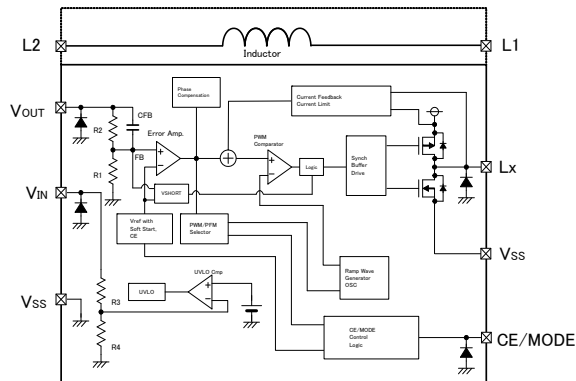 L2
L1
Inductor
VOUT
R2
CFB
Error Amp.
Phase
Compensation
Current Feedback
Current Limit
PWM
Comparator
FB
R1
VSHORT
Logic
Synch
Buffer
Drive
Lx
VIN
Vref with
Soft Start,
CE
PWM/PFM
Selector
VSS
UVLO Cmp
UVLO
Ramp Wave
Generator
OSC
VSS
R3
R4
CE/MODE
Control
Logic
CE/MODE